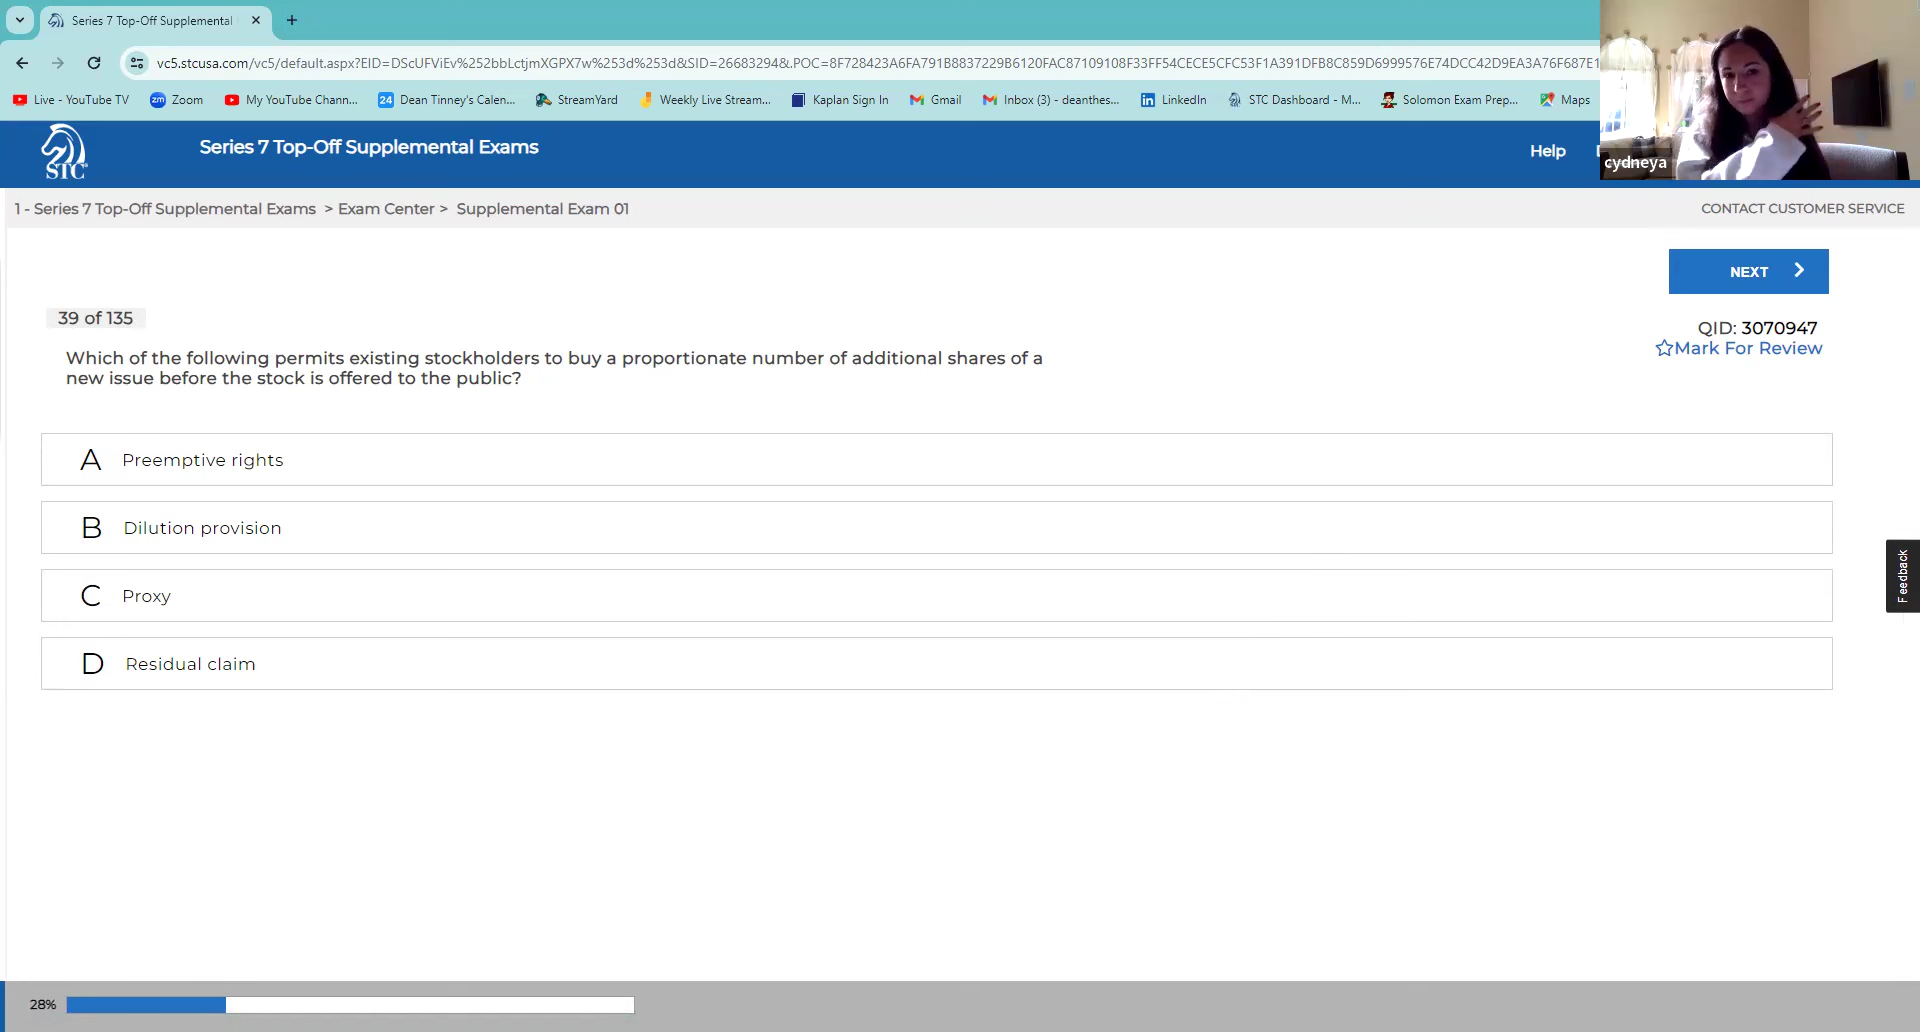 Series 7 Top-Off Supplemental
vc5.stcusa.com/vc5/default.aspx?EID=DScUFViEv%252bbLctjmXGPX7w%253d%253d&SID=26683294&.POC=8F728423A6FA791B8837229B6120FAC87109108F33FF54CECE5CFC53F1A391DFB8C859D6999576E74DCC42D9EA3A76F687E1
Live - YouTube TV
Zoom
My YouTube Chann...
24 Dean Tinney's Calen...
StreamYard
Weekly Live Stream...
Kaplan Sign In
Gmail
Inbox (3) - deanthes...
LinkedIn
STC Dashboard - M...
Solomon Exam Prep...
Maps
STC
Series 7 Top-Off Supplemental Exams
Help
cydneya
1 - Series 7 Top-Off Supplemental Exams > Exam Center > Supplemental Exam 01
CONTACT CUSTOMER SERVICE
NEXT
39 of 135
QID: 3070947
Mark For Review
Which of the following permits existing stockholders to buy a proportionate number of additional shares of a
new issue before the stock is offered to the public?
A Preemptive rights
B Dilution provision
C Proxy
D Residual claim
Feedback
28%